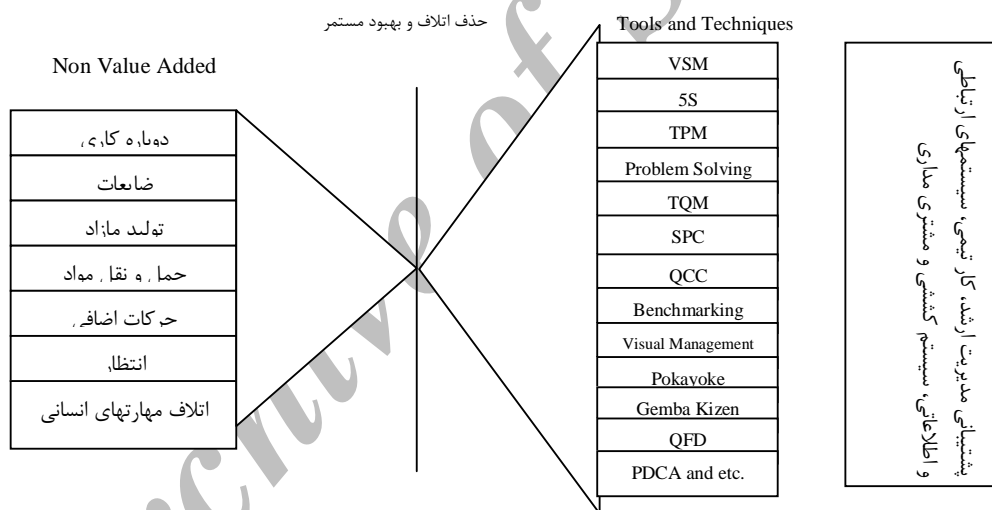 حذف اتلاف و بهبود مستمر
Tools and Techniques
Non Value Added
دوباره کاری
ضایعات
تولید مازاد
حمل و نقل مواد
حرکات اضافی
انتظار
اتلاف مهارتهای انسانی
VSM
5S
TPM
Problem Solving
TQM
SPC
QCC
Benchmarking
Visual Management
Pokayoke
Gemba Kizen
QFD
PDCA and etc.
پشتیبانی مدیریت ارشد، کار تیمی، سیستمهای ارتباطی
و اطلاعاتی، سیستم کششی و مشتری مداری